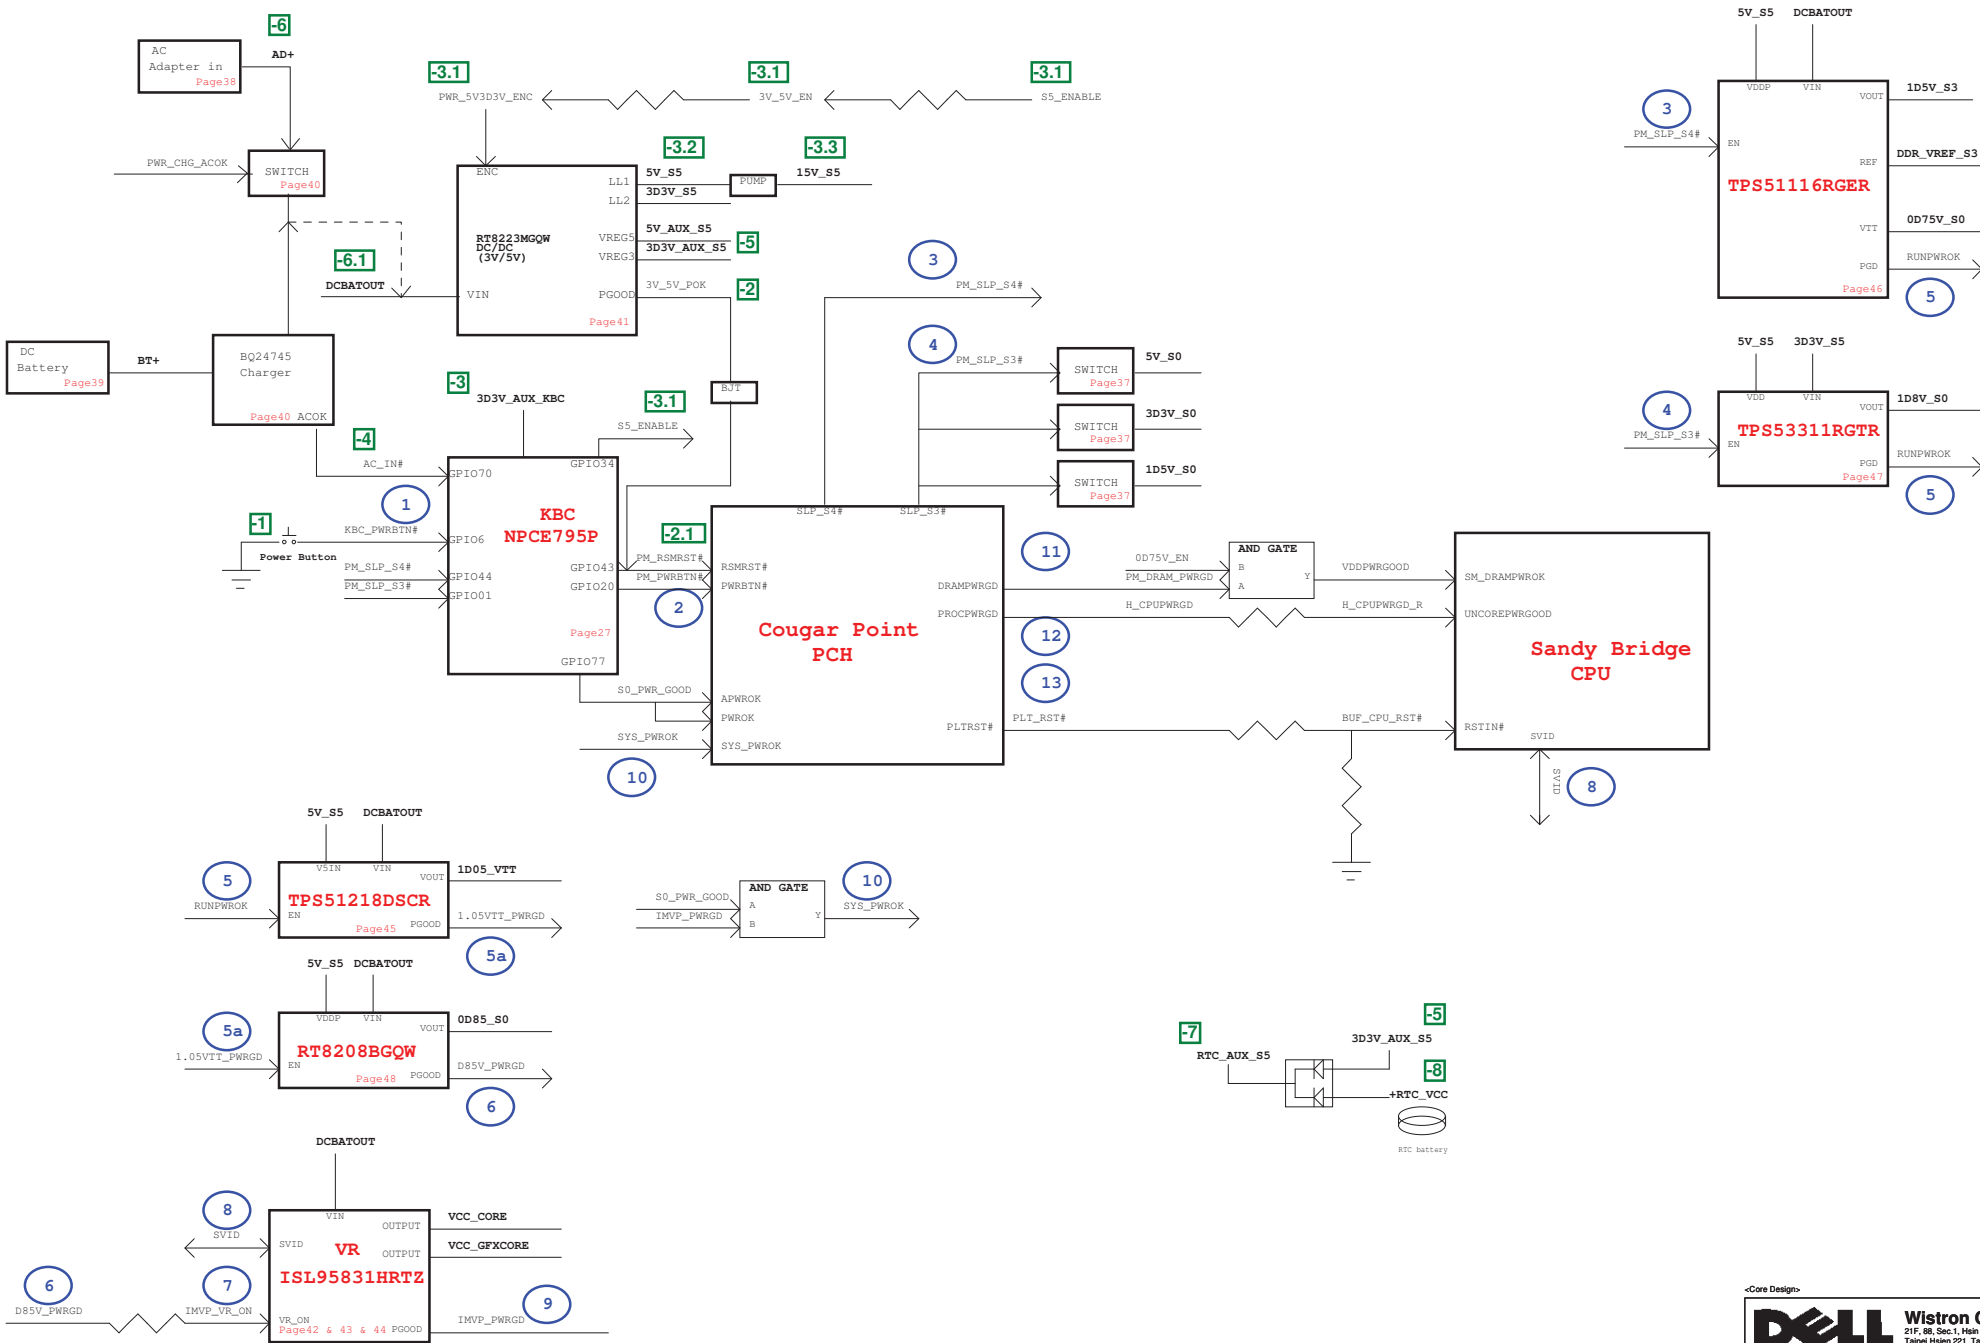 -6
AC
Adapter in
Page38
AD+
PWR_CHG_ACOK
SWITCH
Page40
-6.1
DCBATOUT
DC
Battery
Page39
BT+
BQ24745
Charger
Page40 ACOK
-3.1
PWR_5V3D3V_ENC
-3.1
3V_5V_EN
-3.1
S5_ENABLE
ENC
RT8223MGQW
DC/DC
(3V/5V)
VIN
LL1
LL2
VREG5
VREG3
PGOOD
Page41
-3.2
5V_S5
3D3V_S5
PUMP
-3.3
15V_S5
5V_AUX_S5
3D3V_AUX_S5
-5
3V_5V_POK
-2
BJT
-3
3D3V_AUX_KBC
-3.1
S5_ENABLE
-4
AC_IN#
1
-1
KBC_PWRBTN#
Power Button
PM_SLP_S4#
PM_SLP_S3#
GPIO70
GPIO34
KBC
NPCE795P
GPIO6
GPIO44
GPIO01
GPIO43
GPIO20
Page27
GPIO77
-2.1
PM_RSMRST#
PM_PWRBTN#
2
S0_PWR_GOOD
SYS_PWROK
10
3
PM_SLP_S4#
4
PM_SLP_S3#
SWITCH
Page37
5V_S0
SWITCH
Page37
3D3V_S0
SWITCH
Page37
1D5V_S0
SLP_S4#
SLP_S3#
RSMRST#
PWRBTN#
Cougar Point
PCH
APWROK
PWROK
SYS_PWROK
DRAMPWRGD
PROCPWRGD
PLTRST#
11
0D75V_EN
PM_DRAM_PWRGD
AND GATE
B
A
Y
VDDPWRGOOD
H_CPUPWRGD
H_CPUPWRGD_R
12
13
PLT_RST#
BUF_CPU_RST#
SM_DRAMPWROK
UNCOREPWRGOOD
Sandy Bridge
CPU
RSTIN#
SVID
SVID
8
5V_S5
DCBATOUT
VDDP
VIN
3
PM_SLP_S4#
EN
TPS51116RGER
VOUT
REF
VTT
PGD
Page46
1D5V_S3
DDR_VREF_S3
0D75V_S0
RUNPWROK
5
5V_S5
3D3V_S5
VDD
VIN
4
PM_SLP_S3#
EN
TPS53311RGTR
VOUT
PGD
Page47
1D8V_S0
RUNPWROK
5
5V_S5
DCBATOUT
V5IN
VIN
5
RUNPWROK
EN
TPS51218DSCR
VOUT
Page45
PGOOD
1D05_VTT
1.05VTT_PWRGD
5a
S0_PWR_GOOD
IMVP_PWRGD
AND GATE
A
B
Y
10
SYS_PWROK
5V_S5
DCBATOUT
VDDP
VIN
5a
1.05VTT_PWRGD
EN
RT8208BGQW
VOUT
Page48
PGOOD
0D85_S0
D85V_PWRGD
6
-7
RTC_AUX_S5
-5
3D3V_AUX_S5
-8
+RTC_VCC
RTC battery
DCBATOUT
VIN
8
SVID
SVID
VR
ISL95831HRTZ
OUTPUT
OUTPUT
VCC_CORE
VCC_GFXCORE
6
D85V_PWRGD
7
IMVP_VR_ON
VR_ON
Page42 & 43 & 44
PGOOD
IMVP_PWRGD
9
<Core Design>
DELL
Wistron
21F, 88, Sec.1, Hsin